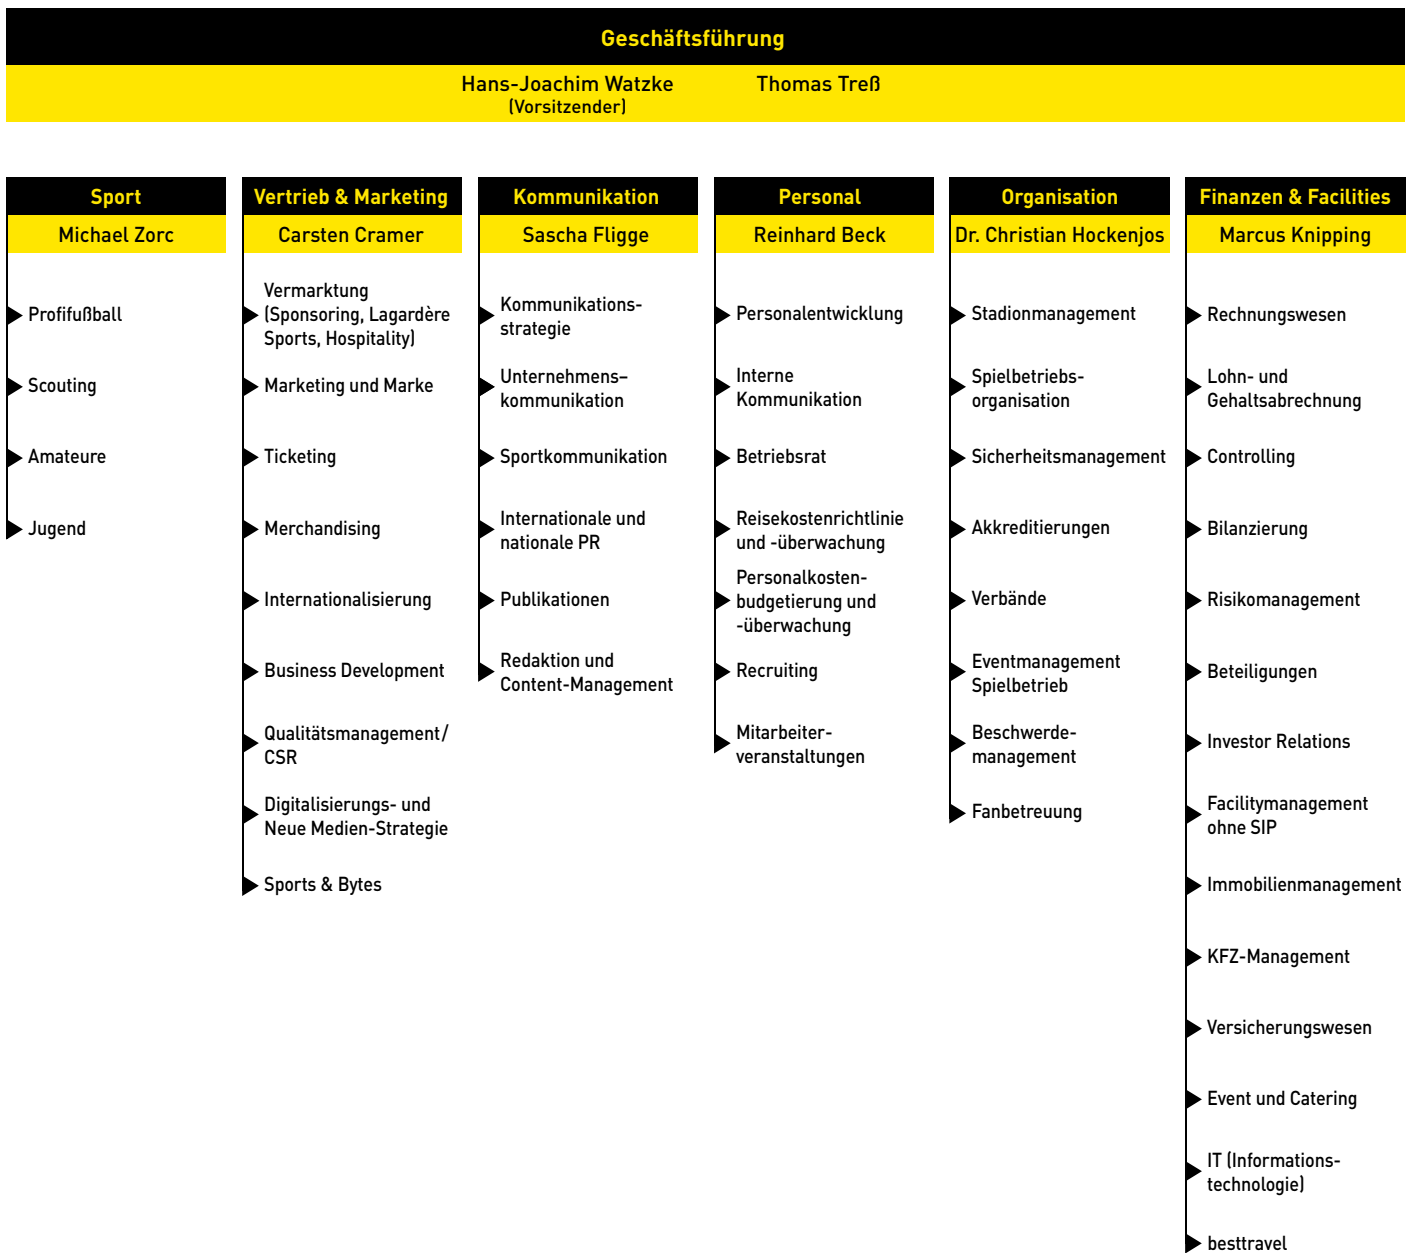 Geschäftsführung
Hans-Joachim Watzke
(Vorsitzender)
Thomas Treß
Sport
Michael Zorc
Profifußball
Scouting
Amateure
Jugend
Vertrieb & Marketing
Carsten Cramer
Vermarktung
(Sponsoring, Lagardère
Sports, Hospitality)
Marketing und Marke
Ticketing
Merchandising
Internationalisierung
Business Development
Qualitätsmanagement/
CSR
Digitalisierungs- und
Neue Medien-Strategie
Sports & Bytes
Kommunikation
Sascha Fligge
Kommunikations-
strategie
Unternehmens–
kommunikation
Sportkommunikation
Internationale und
nationale PR
Publikationen
Redaktion und
Content-Management
Personal
Reinhard Beck
Personalentwicklung
Interne
Kommunikation
Betriebsrat
Reisekostenrichtlinie
und -überwachung
Personalkosten-
budgetierung und
-überwachung
Recruiting
Mitarbeiter-
veranstaltungen
Organisation
Dr. Christian Hockenjos
Stadionmanagement
Spielbetriebs-
organisation
Sicherheitsmanagement
Akkreditierungen
Verbände
Eventmanagement
Spielbetrieb
Beschwerde-
management
Fanbetreuung
Finanzen & Facilities
Marcus Knipping
Rechnungswesen
Lohn- und
Gehaltsabrechnung
Controlling
Bilanzierung
Risikomanagement
Beteiligungen
Investor Relations
Facilitymanagement
ohne SIP
Immobilienmanagement
KFZ-Management
Versicherungswesen
Event und Catering
IT (Informations-
technologie)
besttravel